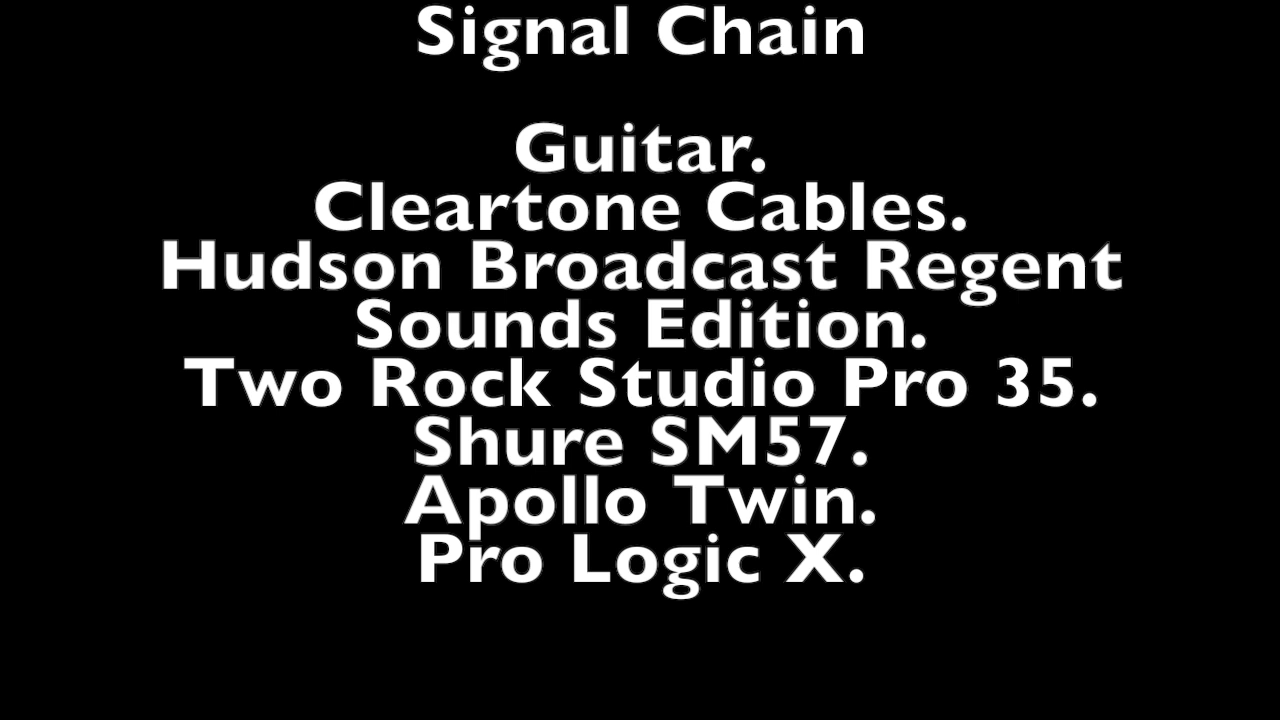 Signal Chain
Guitar.
Cleartone Cables.
Hudson Broadcast Regent
Sounds Edition.
Two Rock Studio Pro 35.
Shure SM57.
Apollo Twin.
Pro Logic X.